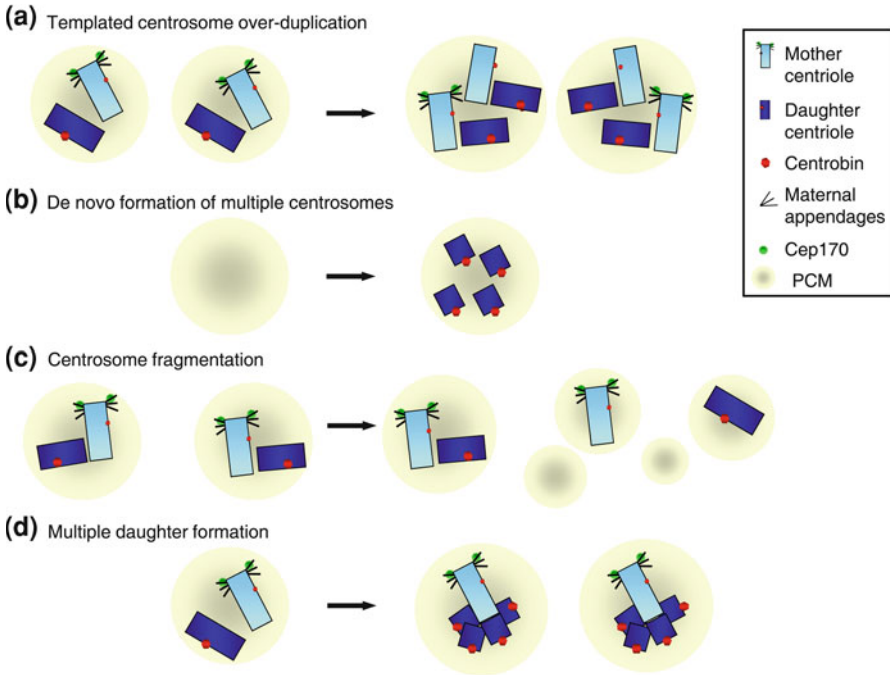 (a) Templated centrosome over-duplication
Mother
centriole
Daughter
centriole
Centrobin
Maternal
appendages
Cep170
PCM
(b) De novo formation of multiple centrosomes
(c) Centrosome fragmentation
(d) Multiple daughter formation